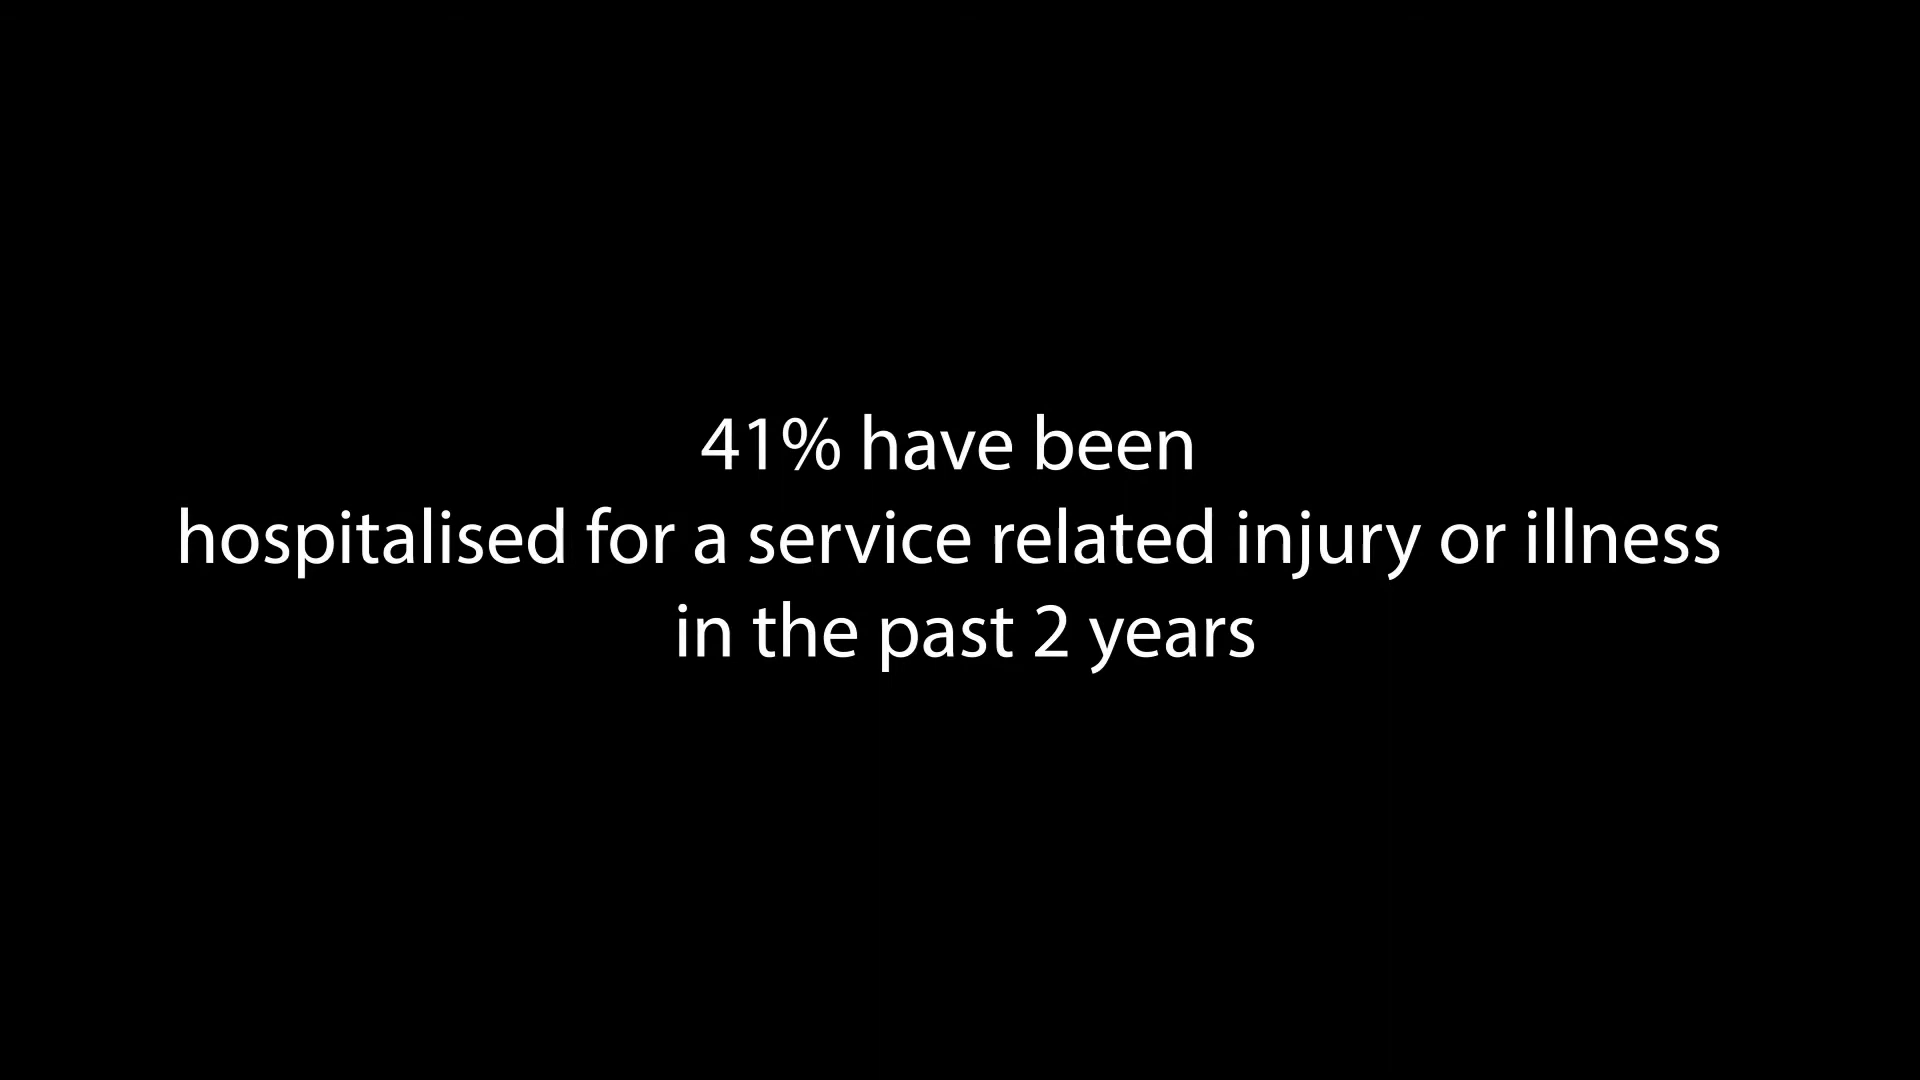 41% have been
hospitalised for a service related injury or illness
in the past 2 years